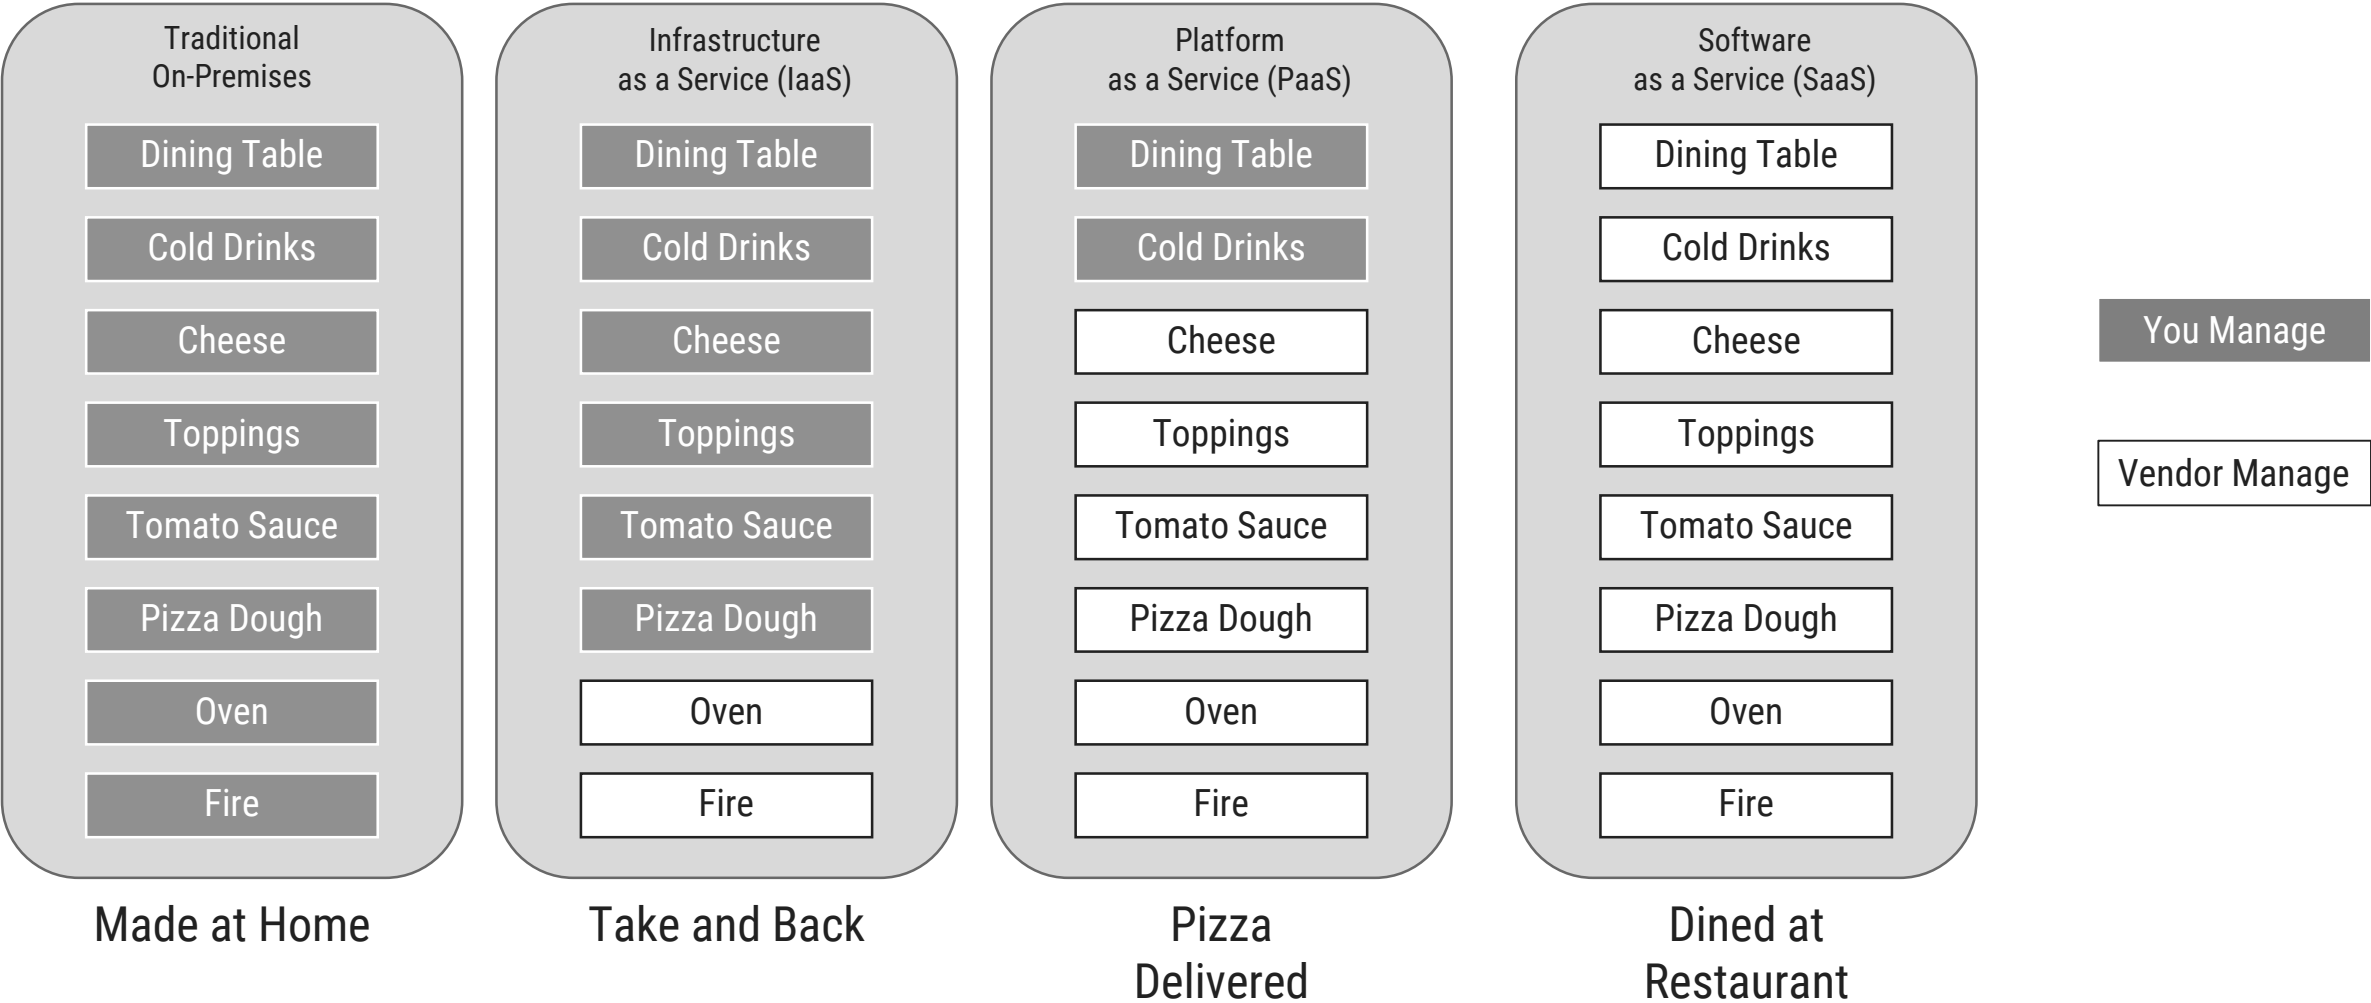 Traditional
On-Premises
Dining Table
Cold Drinks
Cheese
Toppings
Tomato Sauce
Pizza Dough
Oven
Fire
Made at Home
Infrastructure
as a Service (IaaS)
Dining Table
Cold Drinks
Cheese
Toppings
Tomato Sauce
Pizza Dough
Oven
Fire
Take and Back
Platform
as a Service (PaaS)
Dining Table
Cold Drinks
Cheese
Toppings
Tomato Sauce
Pizza Dough
Oven
Fire
Pizza
Delivered
Software
as a Service (SaaS)
Dining Table
Cold Drinks
Cheese
Toppings
Tomato Sauce
Pizza Dough
Oven
Fire
Dined at
Restaurant
You Manage
Vendor Manage